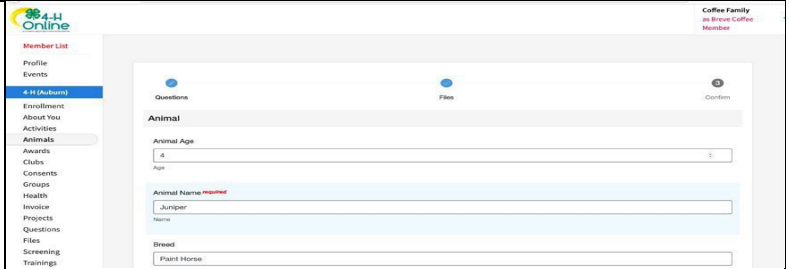 4-H
Online
Coffee Family
as Breve Coffee
Member
Member List
Profile
Events
4-H (Auburn)
Enrollment
About You
Activities
Animals
Awards
Clubs
Consents
Groups
Health
Invoice
Projects
Questions
Files
Screening
Trainings
Questions
Files
3
Confirm
Animal
Animal Age
4
Age
Animal Name required
Juniper
Name
Breed
Paint Horse